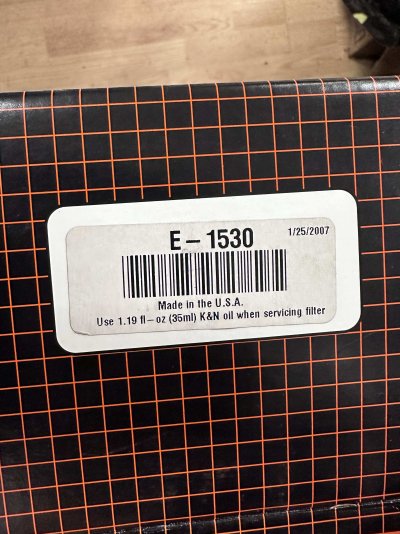 E-1530 1/25/2007
Made in the U.S.A.
Use 1.19 fl-oz (35ml) K&N oil when servicing filter